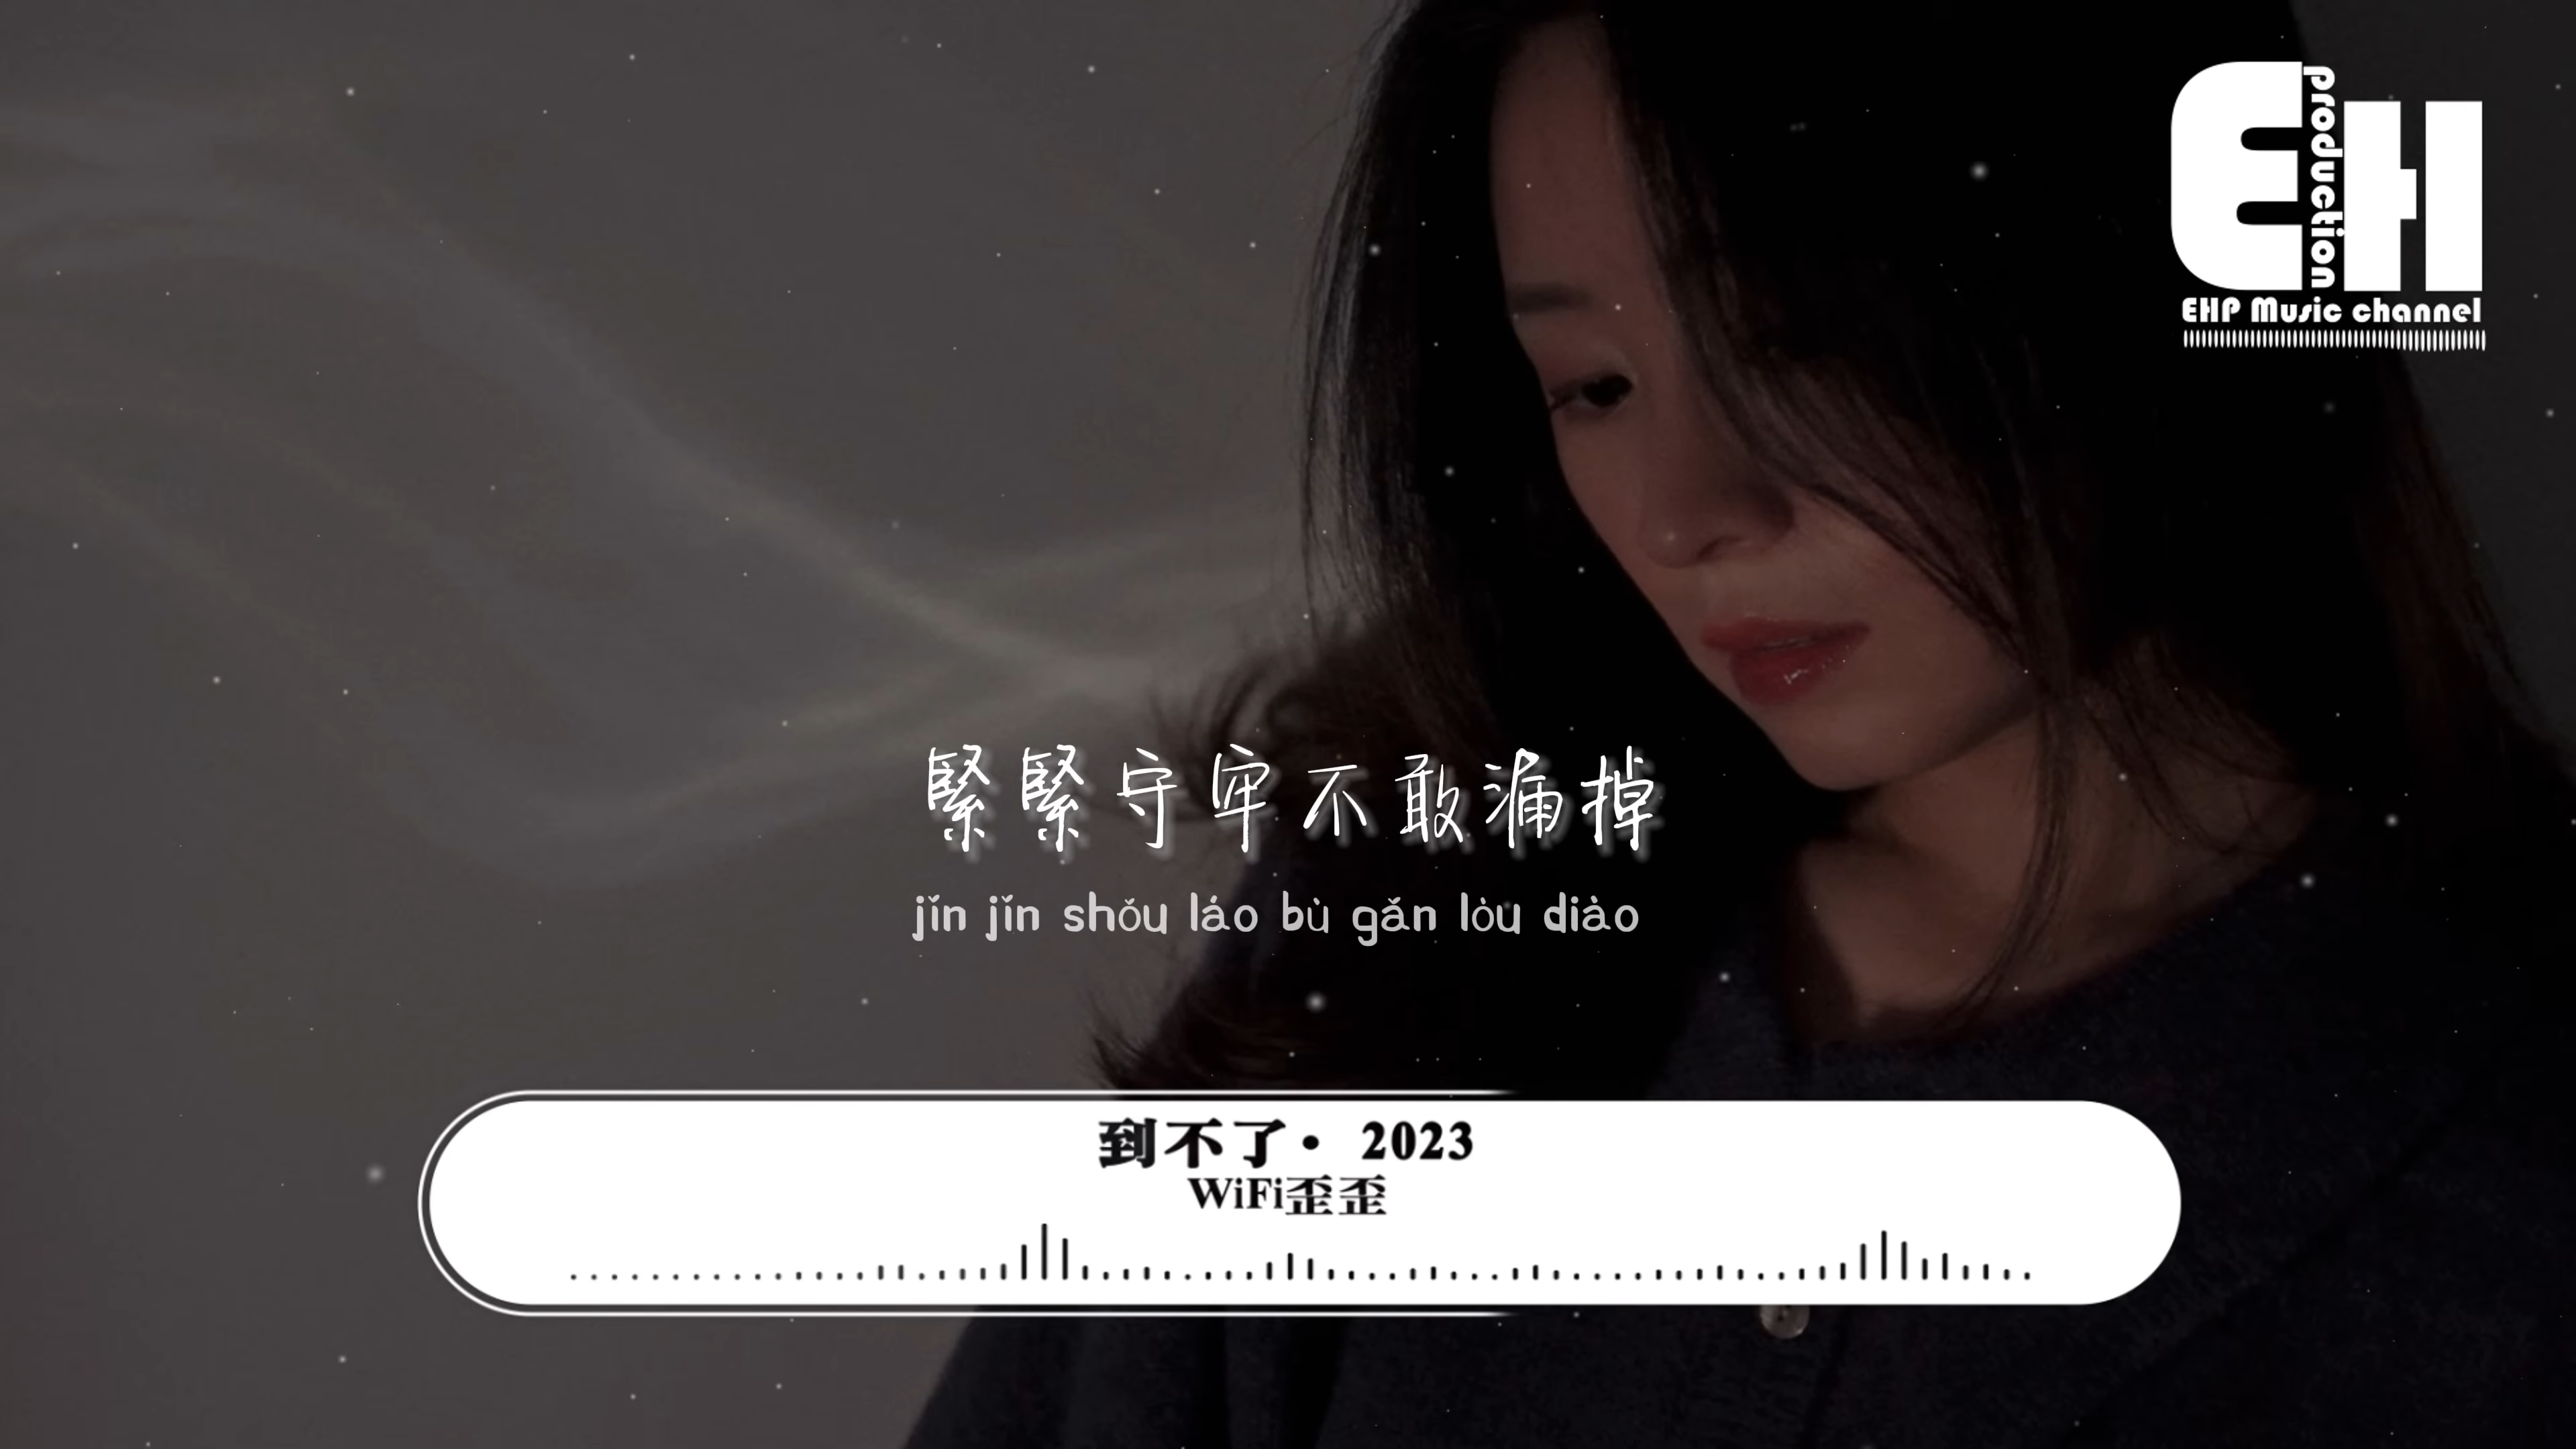 EH
production
EHP Music channel
緊緊守牢不敢漏掉
jǐn jǐn shǒu láo bù gǎn lòu diào
到不了• 2023
WiFi歪歪